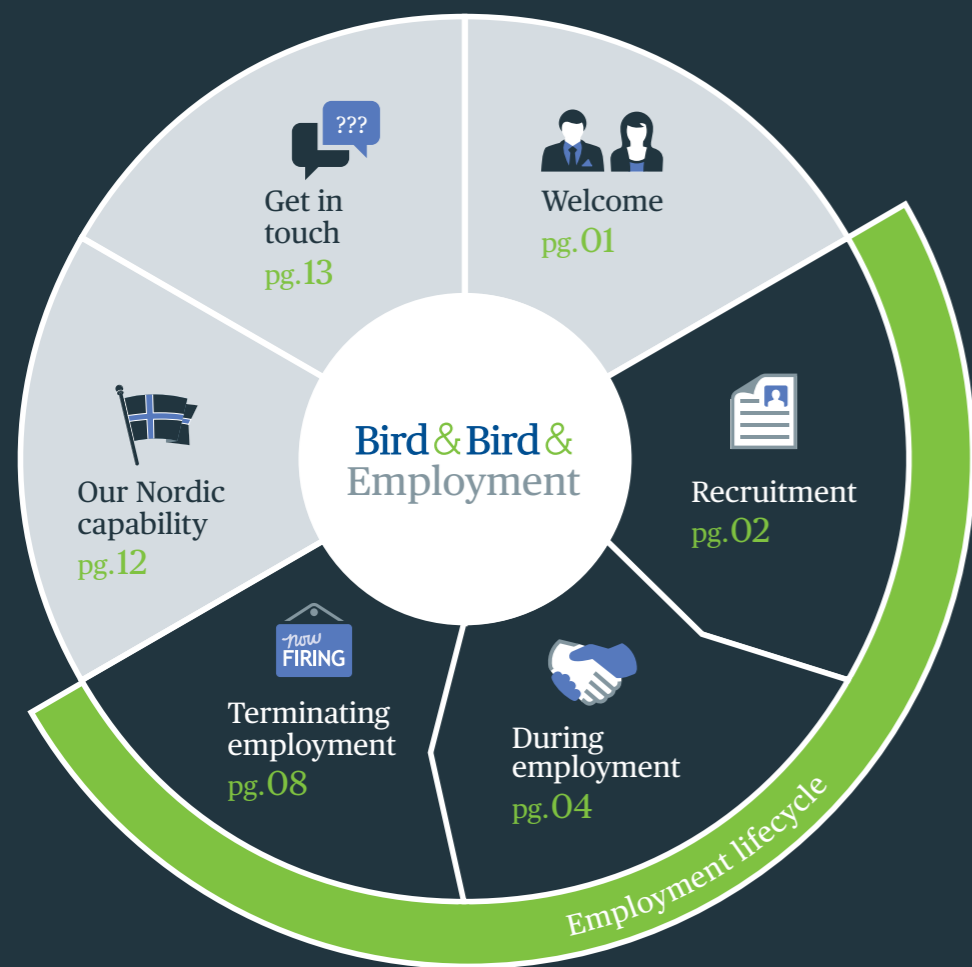 ???
Get in
touch
pg.13
Welcome
pg.01
Bird & Bird &
Employment
Recruitment
pg.02
Our Nordic
capability
pg.12
now
FIRING
Terminating
employment
pg.08
During
employment
pg.04
Employment lifecycle